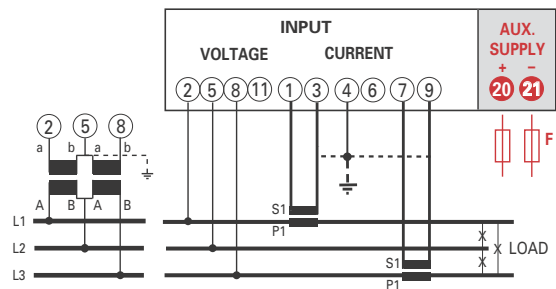 INPUT
AUX.
SUPPLY
VOLTAGE CURRENT
+ –
2 5 8 11 1 3 4 6 7 9 20 21
2 5 8
a b a b
F
A B A B
S1
P1
L1
L2
L3
X
X LOAD
X
S1
P1